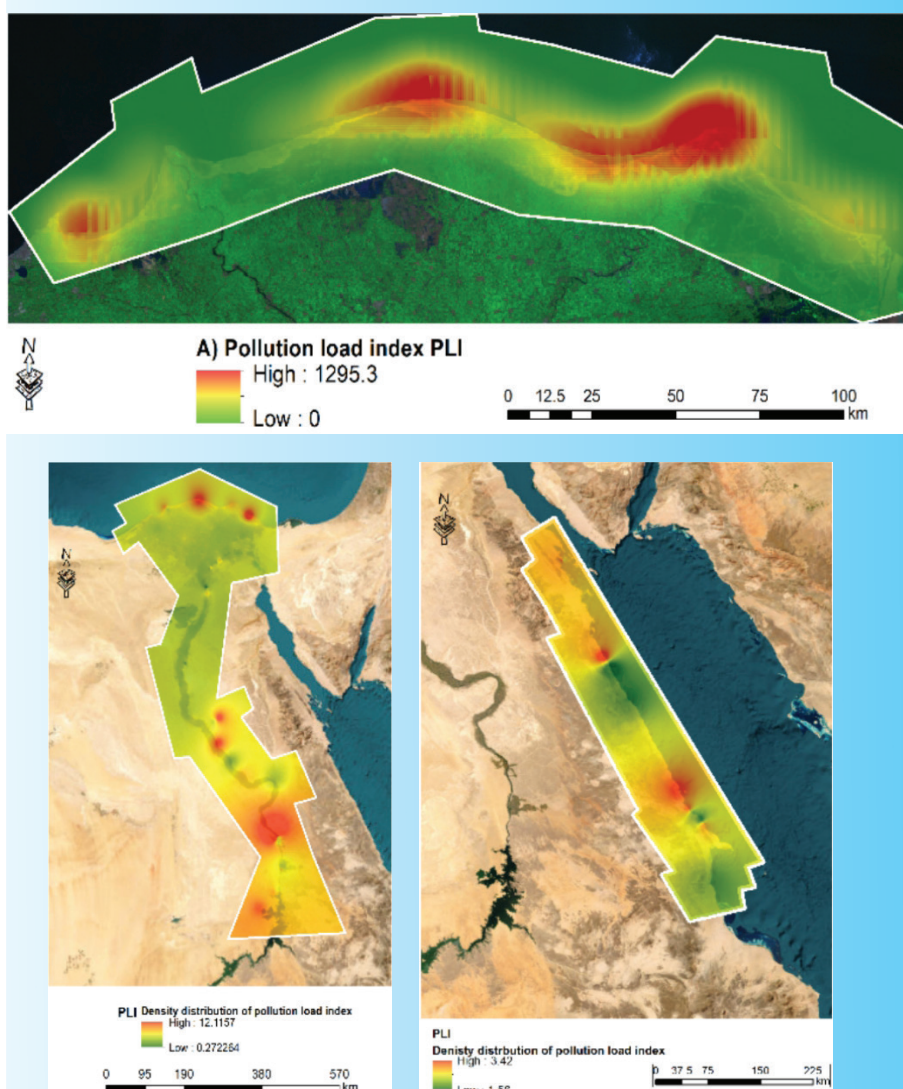 N
A) Pollution load index PLI
High : 1295.3
Low : 0
0 12.5 25 50 75 100
km
N
N
PLI Density distribution of pollution load index
High : 12.1157
Low : 0.272264
0 95 190 380 570
km
PLI
Denisty distrbution of pollution load index
High : 3.42
0 37.5 75 150 225
km